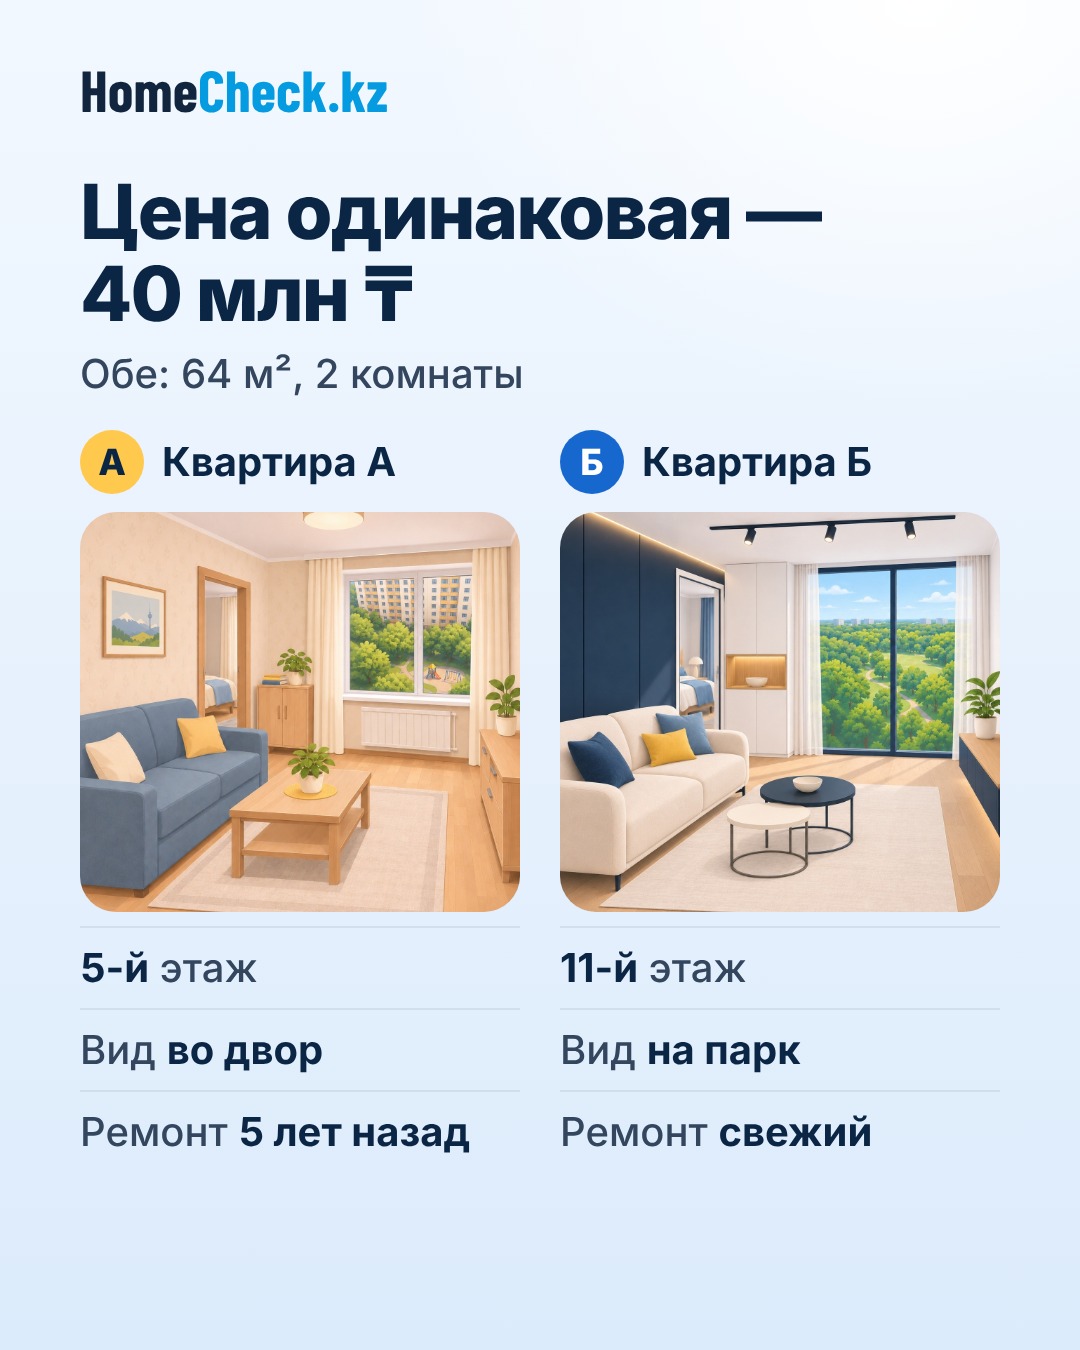 HomeCheck.kz
Цена одинаковая —
40 млн ₸
Обе: 64 м², 2 комнаты
А Квартира А
Б Квартира Б
5-й этаж
11-й этаж
Вид во двор
Вид на парк
Ремонт 5 лет назад
Ремонт свежий